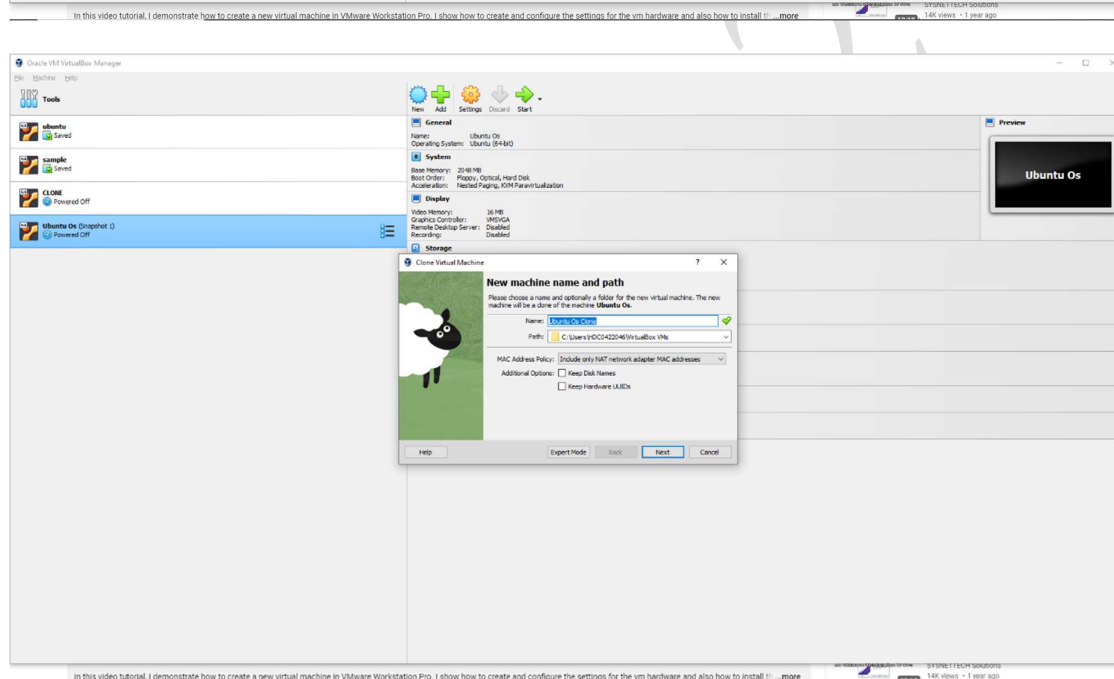 In this video tutorial, I demonstrate how to create a new virtual machine in VMware Workstation Pro. I show how to create and configure the settings for the vm hardware and also how to install th ...more
SYSNETTECH Solutions
14K views • 1 year ago
Oracle VM VirtualBox Manager
File Machine Help
Tools
New Add Settings Discard Start
ubuntu
Saved
sample
Saved
CLONE
Powered Off
Ubuntu Os (Snapshot 1)
Powered Off
General
Name: Ubuntu Os
Operating System: Ubuntu (64-bit)
System
Base Memory: 2048 MB
Boot Order: Floppy, Optical, Hard Disk
Acceleration: Nested Paging, KVM Paravirtualization
Display
Video Memory: 16 MB
Graphics Controller: VMSVGA
Remote Desktop Server: Disabled
Recording: Disabled
Storage
Preview
Ubuntu Os
Clone Virtual Machine
New machine name and path
Please choose a name and optionally a folder for the new virtual machine. The new
machine will be a clone of the machine Ubuntu Os.
Name: Ubuntu Os Clone
Path: C:\Users\HDC0422046\VirtualBox VMs
MAC Address Policy: Include only NAT network adapter MAC addresses
Additional Options: Keep Disk Names
Keep Hardware UUIDs
Help Expert Mode Back Next Cancel
In this video tutorial, I demonstrate how to create a new virtual machine in VMware Workstation Pro. I show how to create and configure the settings for the vm hardware and also how to install th ...more
SYSNETTECH Solutions
14K views • 1 year ago